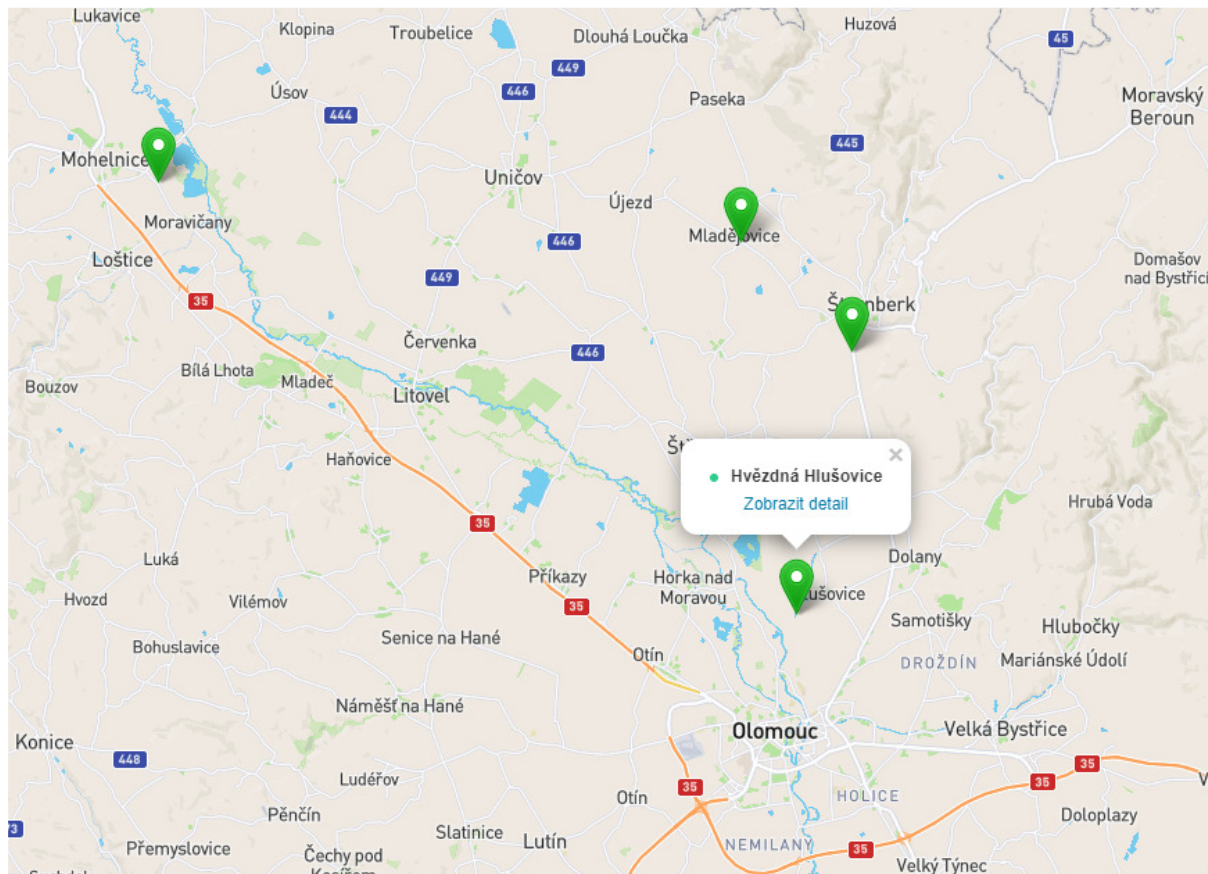 Lukavice
Klopina
Troubelice
Dlouhá Loučka
Huzová
45
449
446
Úsov
444
Paseka
Moravský
Beroun
445
Mohelnice
Uničov
Újezd
Moravičany
Mladějovice
446
Loštice
449
Domašov
nad Bystřicí
35
Červenka
446
Bílá Lhota
Mladeč
Bouzov
Litovel
Haňovice
Hvězdná Hlušovice
Zobrazit detail
Hrubá Voda
35
Luká
Příkazy
Horka nad
Moravou
Dolany
Hvozd
Vilémov
35
Samotišky
Hlubočky
Bohuslavice
Senice na Hané
Otín
DROŽDÍN
Mariánské Údolí
Náměšť na Hané
Olomouc
Velká Bystřice
Konice
448
Luděřov
35
35
35
Otín
HOLICE
Pěnčín
Doloplazy
Slatinice
Lutín
NEMILANY
35
Přemyslovice
Čechy pod
Velký Týnec